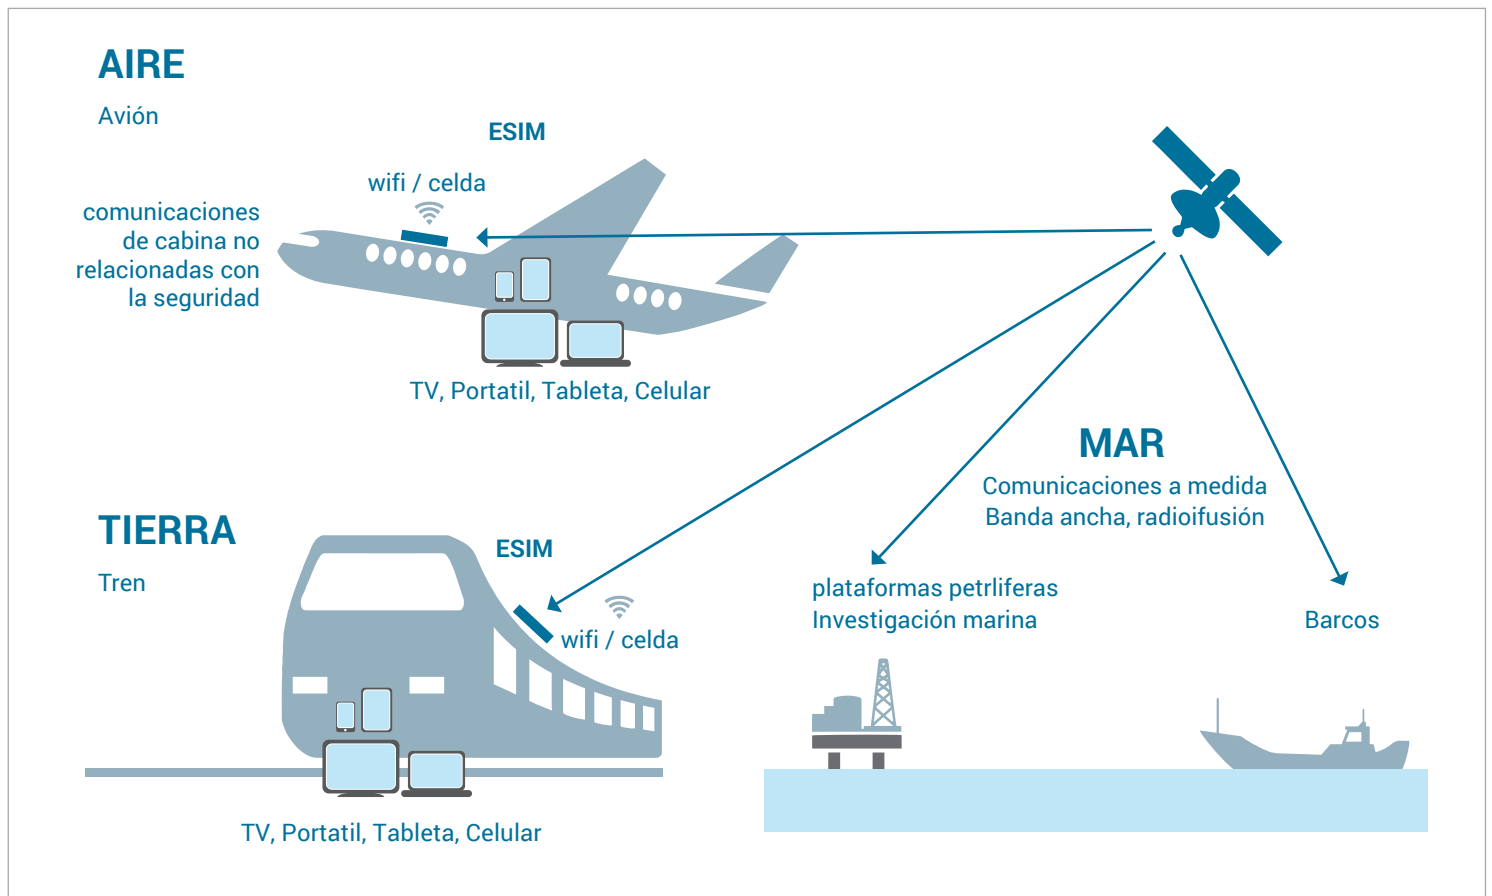 AIRE
Avión
ESIM
wifi / celda
comunicaciones
de cabina no
relacionadas con
la seguridad
TV, Portatil, Tableta, Celular
MAR
Comunicaciones a medida
Banda ancha, radioifusión
TIERRA
Tren
ESIM
wifi / celda
plataformas petrlíferas
Investigación marina
Barcos
TV, Portatil, Tableta, Celular